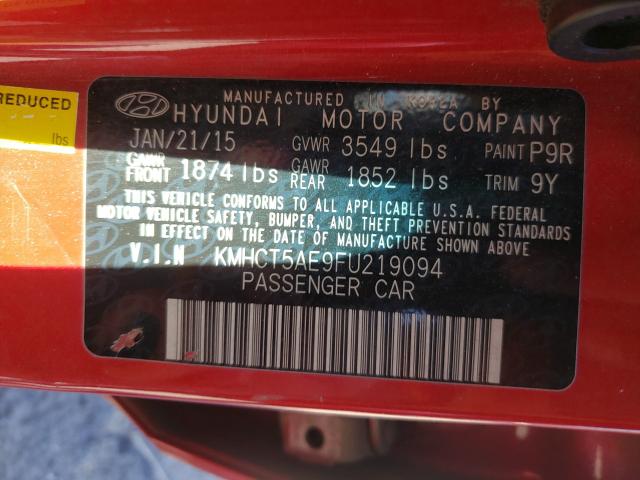 REDUCED
lbs
MANUFACTURED IN KOREA BY
HYUNDAI MOTOR COMPANY
JAN/21/15 GVWR 3549 lbs PAINT P9R
GAWR FRONT 1874 lbs GAWR REAR 1852 lbs TRIM 9Y
THIS VEHICLE CONFORMS TO ALL APPLICABLE U.S.A. FEDERAL
MOTOR VEHICLE SAFETY, BUMPER, AND THEFT PREVENTION STANDARDS
IN EFFECT ON THE DATE OF MANUFACTURE SHOWN ABOVE.
V.I.N KMHCT5AE9FU219094
PASSENGER CAR